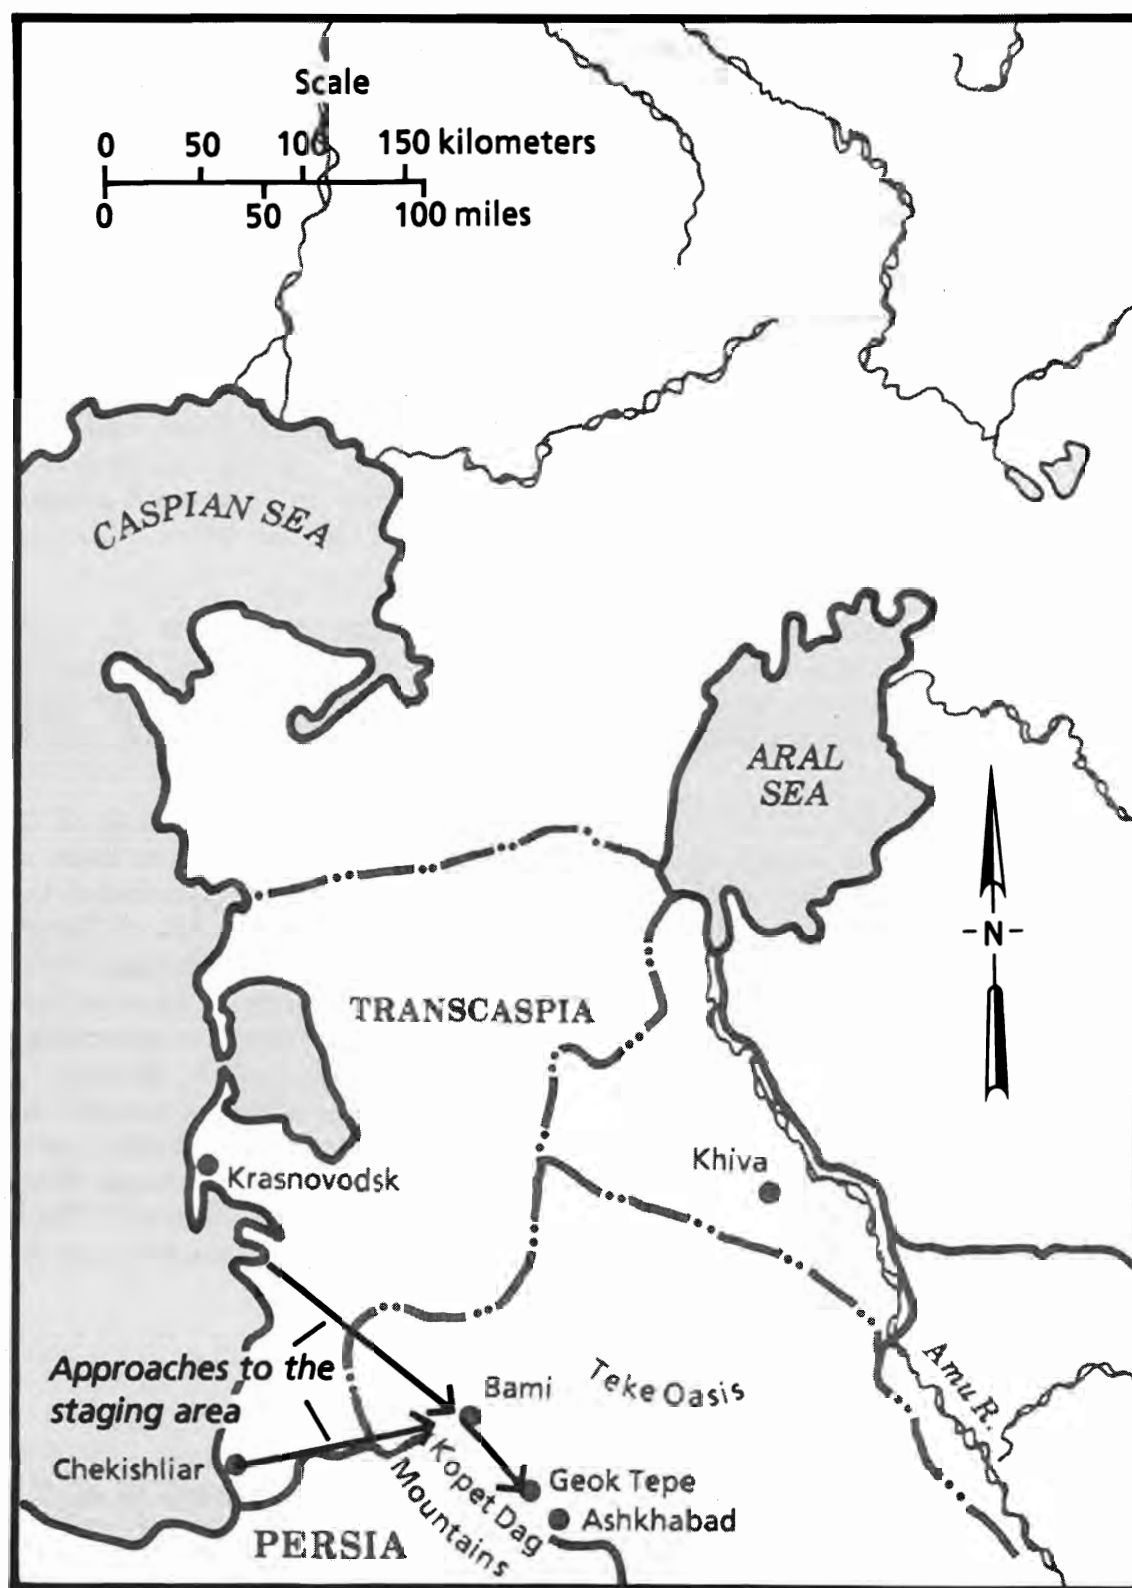 Scale
0 50 100 150 kilometers
0 50 100 miles
CASPIAN SEA
ARAL
SEA
-N-
TRANSCASPIA
Khiva
Krasnovodsk
Approaches to the
staging area
Bami
Teke Oasis
Amu R.
Chekishliar
Kopet Dag
Mountains
Geok Tepe
Ashkhabad
PERSIA